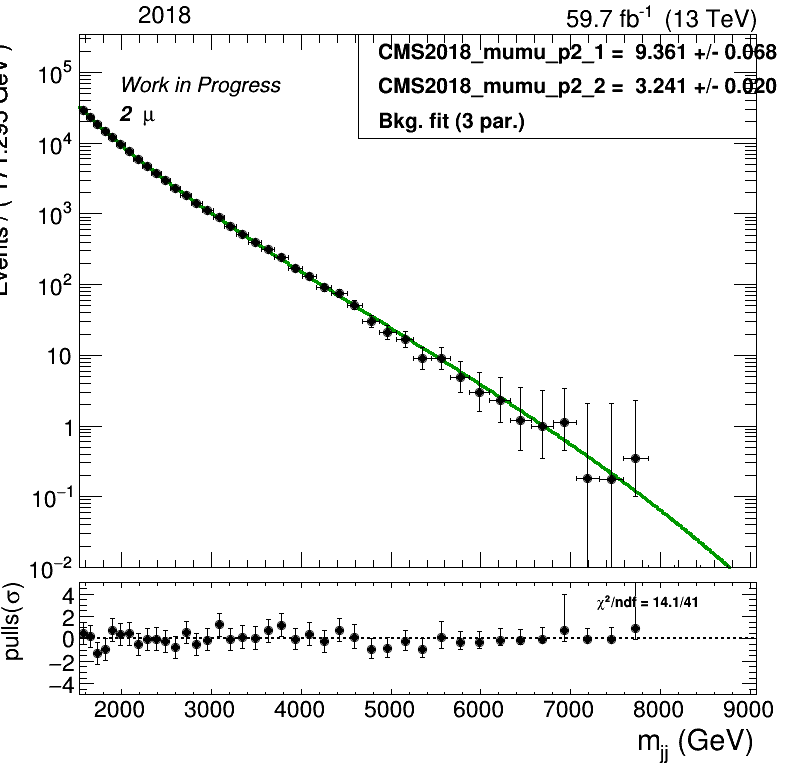 2018
59.7 fb⁻¹ (13 TeV)
CMS2018_mumu_p2_1 = 9.361 +/- 0.068
CMS2018_mumu_p2_2 = 3.241 +/- 0.020
Bkg. fit (3 par.)
Work in Progress
2 μ
Events / ( 171.295 GeV )
10⁵
10⁴
10³
10²
10
1
10⁻¹
10⁻²
χ²/ndf = 14.1/41
pulls(σ)
4
2
0
−2
−4
2000 3000 4000 5000 6000 7000 8000 9000
m_jj (GeV)